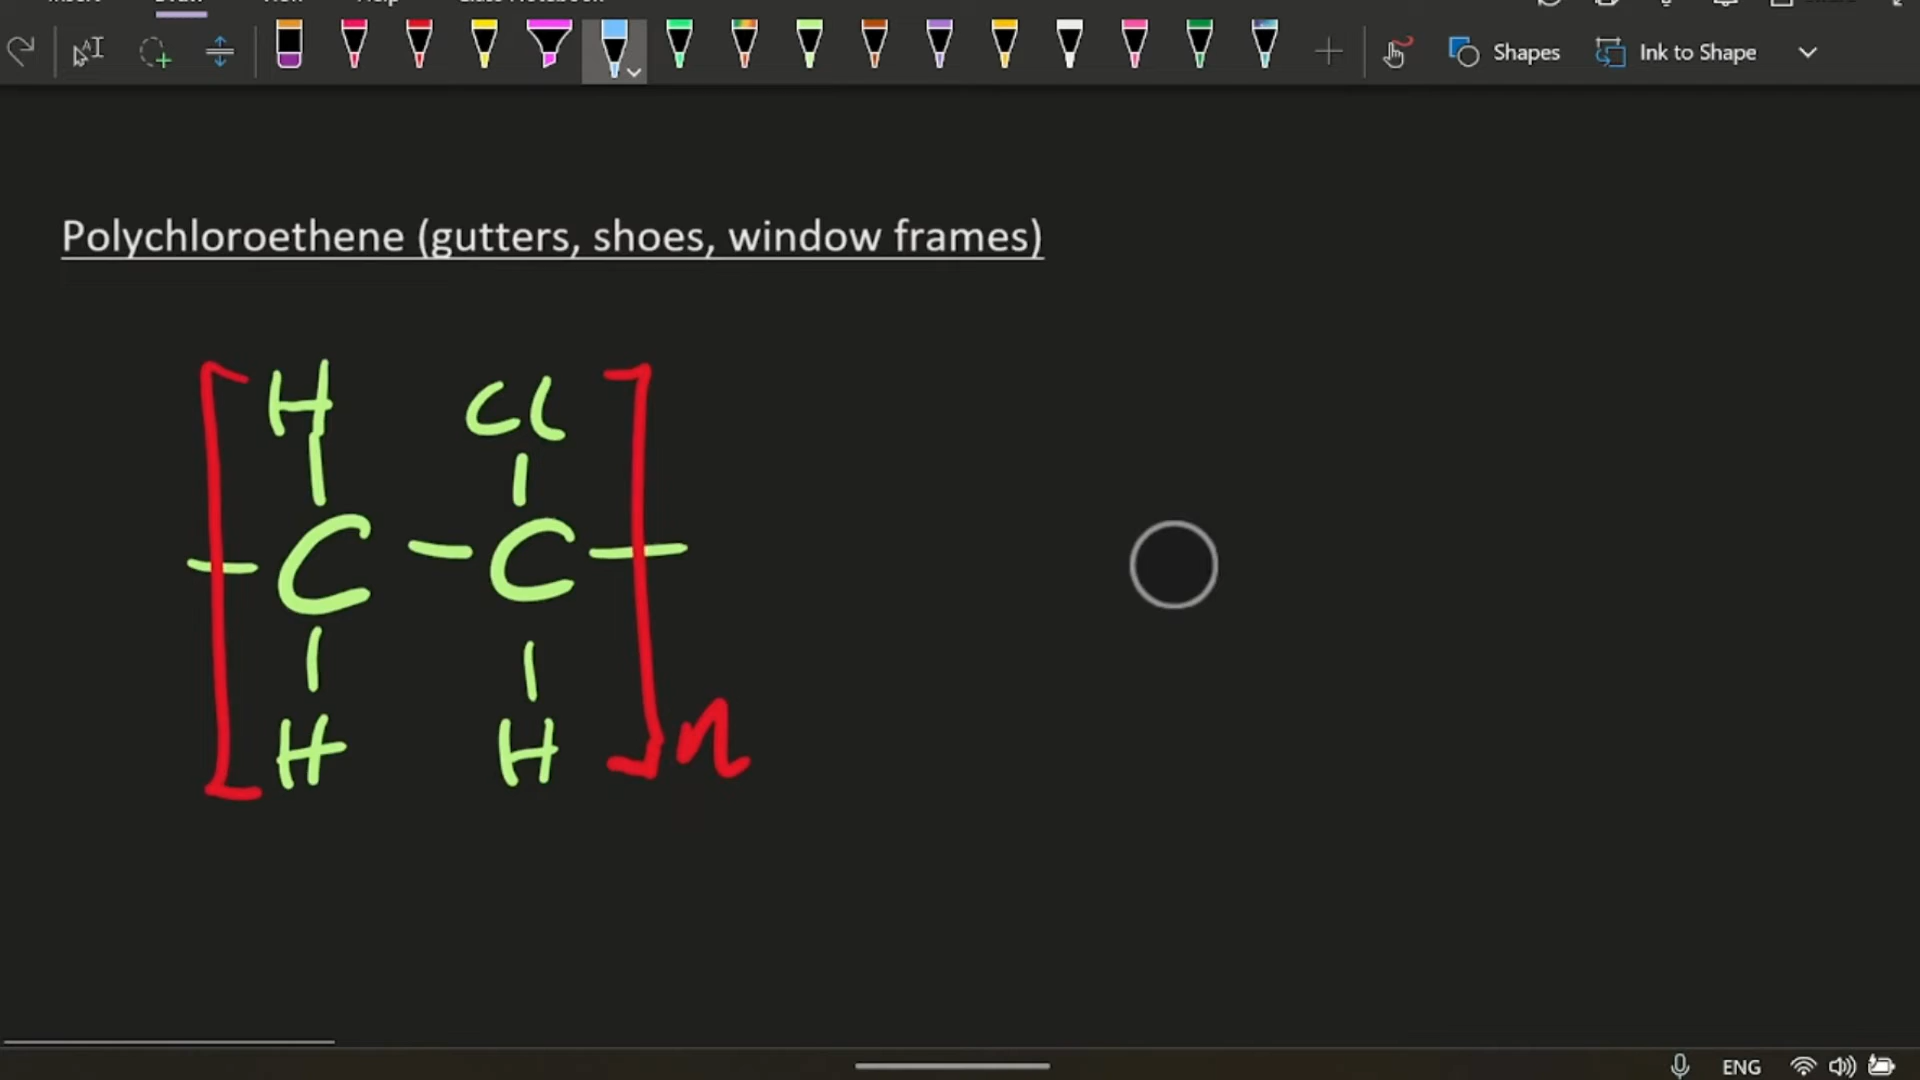 Shapes
Ink to Shape
Polychloroethene (gutters, shoes, window frames)
H Cl
C - C
H H
n
ENG